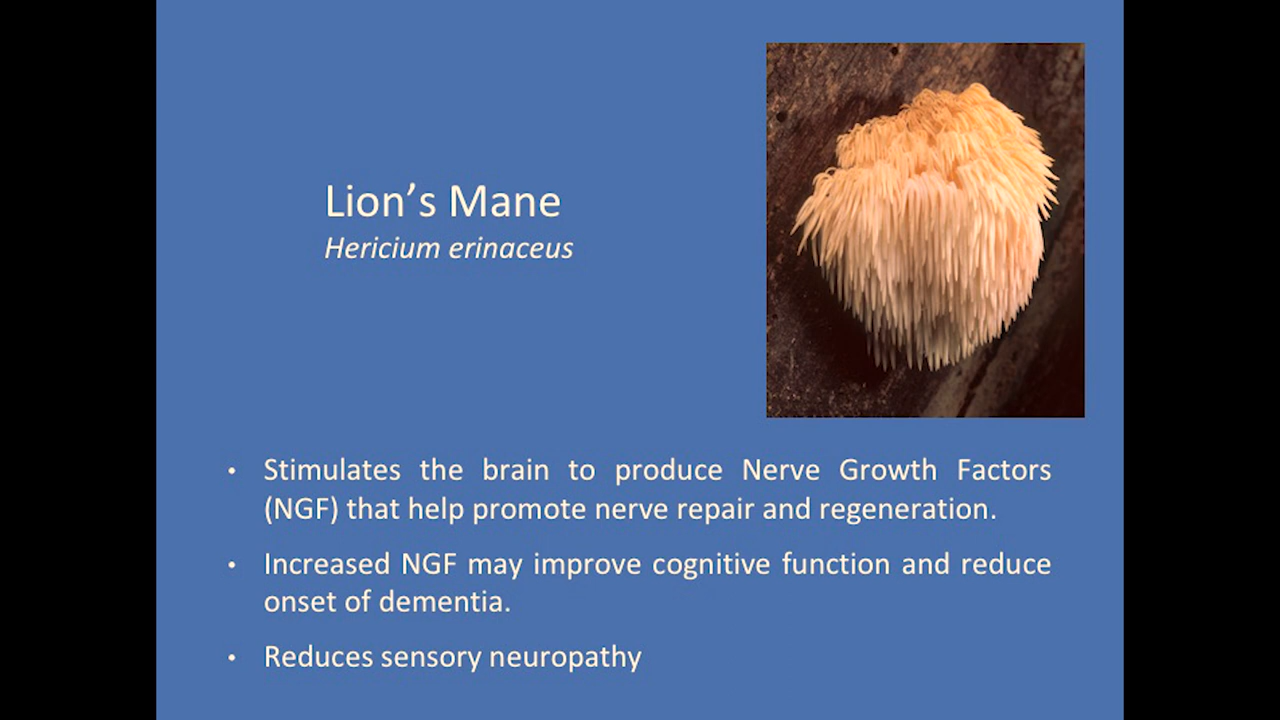 Lion’s Mane
Hericium erinaceus
• Stimulates the brain to produce Nerve Growth Factors
(NGF) that help promote nerve repair and regeneration.
• Increased NGF may improve cognitive function and reduce
onset of dementia.
• Reduces sensory neuropathy